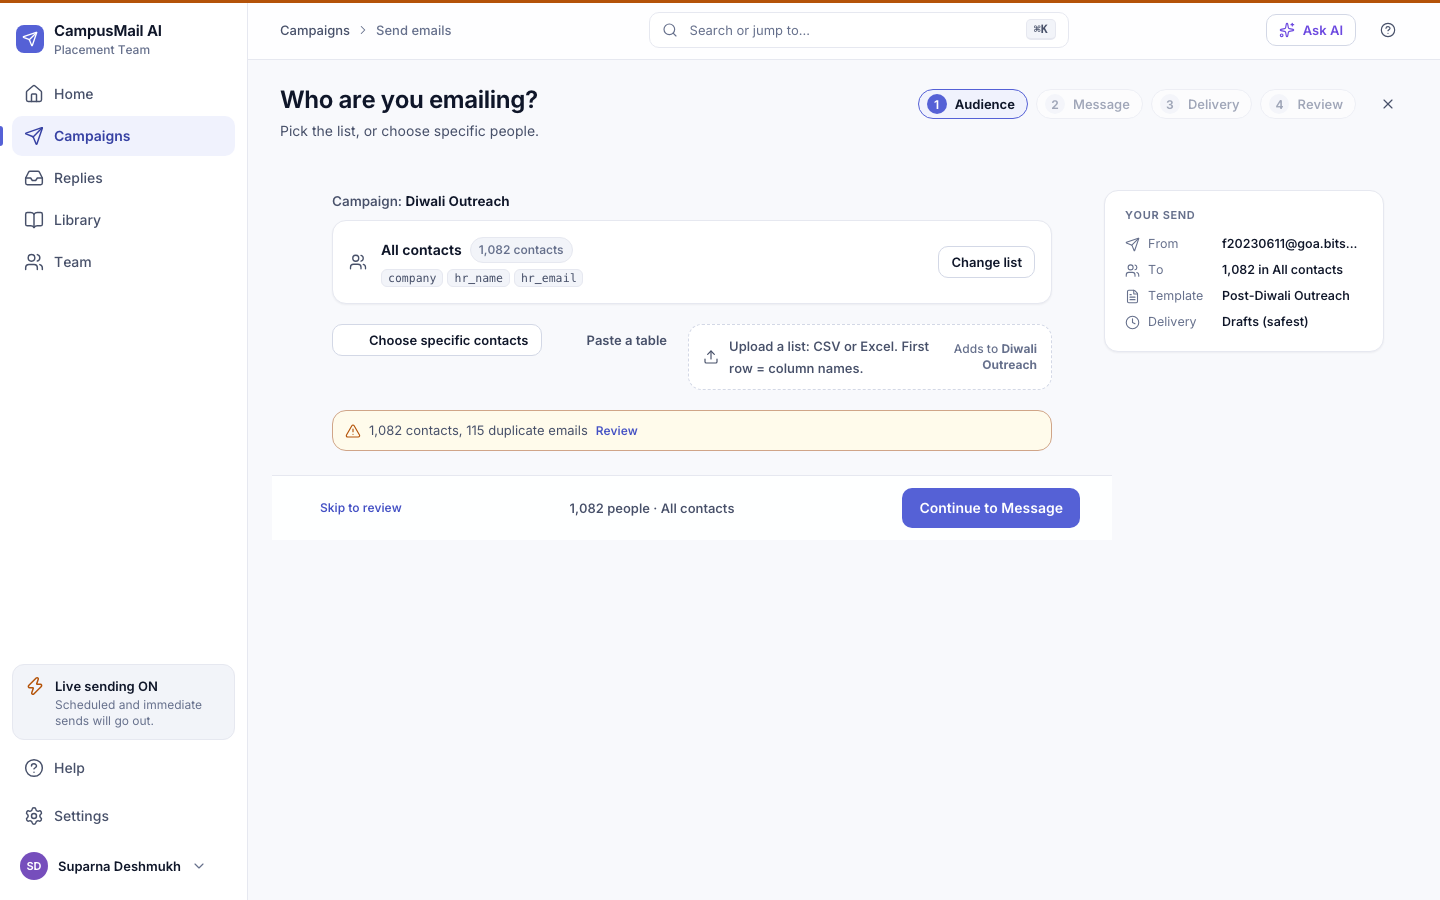 CampusMail AI
Placement Team
Home
Campaigns
Replies
Library
Team
Live sending ON
Scheduled and immediate
sends will go out.
Help
Settings
SD
Suparna Deshmukh
Campaigns
Send emails
Search or jump to...
⌘K
Ask AI
Who are you emailing?
Pick the list, or choose specific people.
1 Audience
2 Message
3 Delivery
4 Review
Campaign: Diwali Outreach
All contacts
1,082 contacts
company
hr_name
hr_email
Change list
Choose specific contacts
Paste a table
Upload a list: CSV or Excel. First
row = column names.
Adds to Diwali
Outreach
1,082 contacts, 115 duplicate emails Review
Skip to review
1,082 people · All contacts
Continue to Message
YOUR SEND
From f20230611@goa.bits...
To 1,082 in All contacts
Template Post-Diwali Outreach
Delivery Drafts (safest)